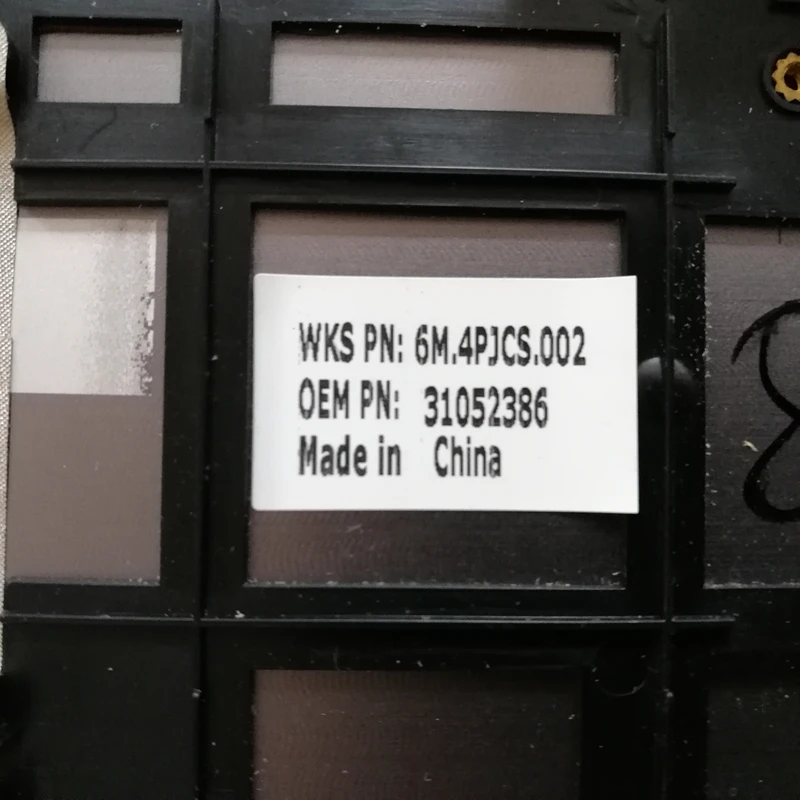 WKS PN: 6M.4PJCS.002
OEM PN: 31052386
Made in China